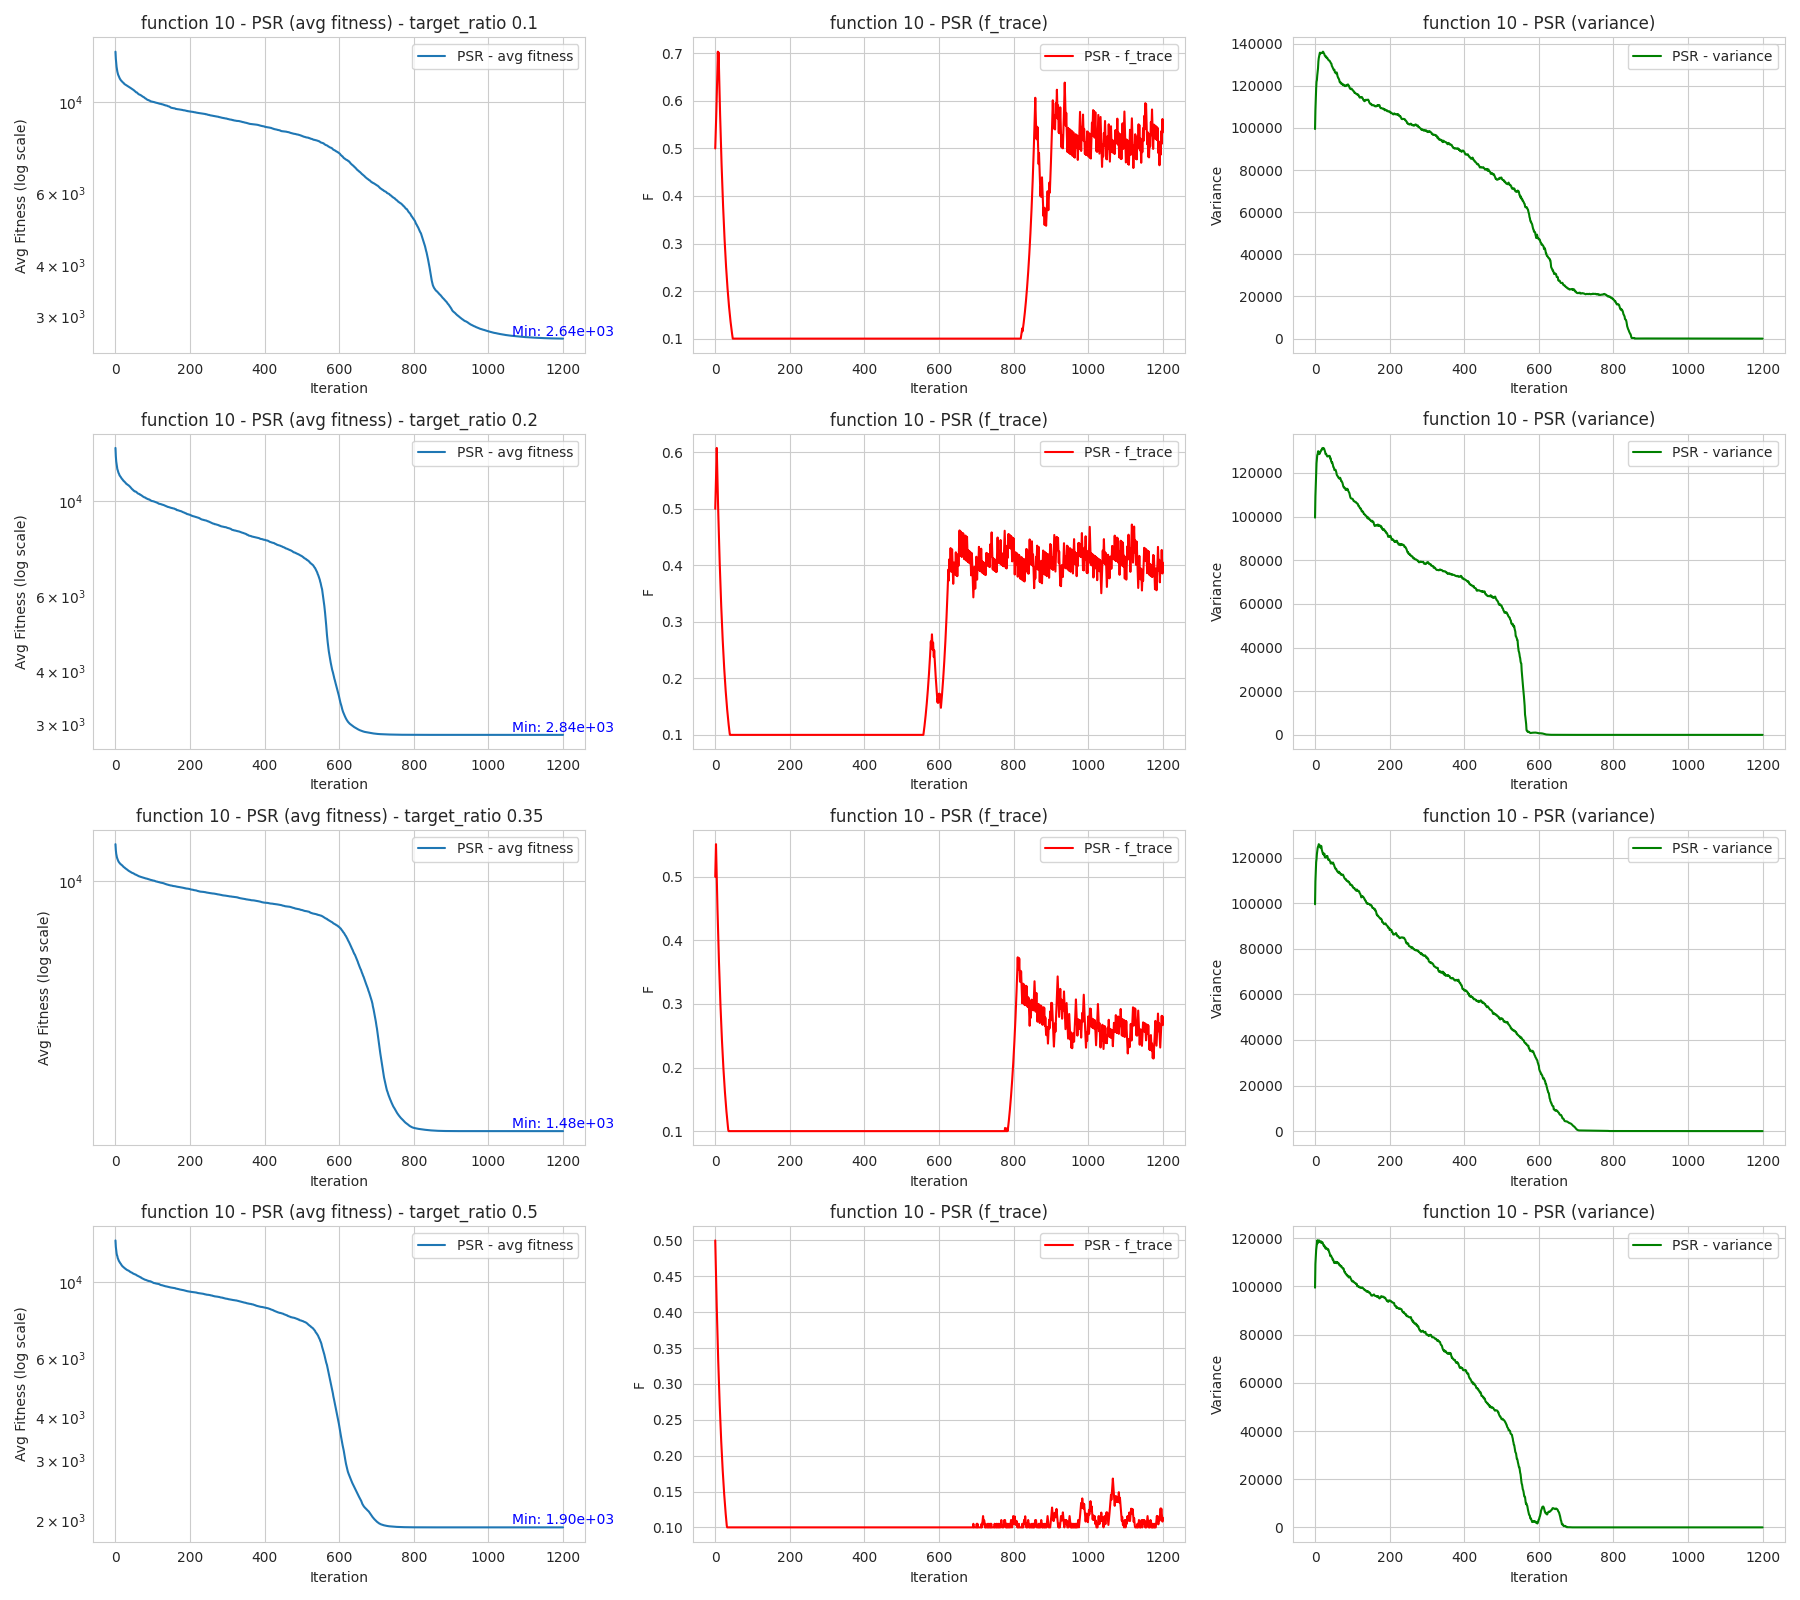 function 10 - PSR (avg fitness) - target_ratio 0.1
PSR - avg fitness
Avg Fitness (log scale)
10^4
6 × 10^3
4 × 10^3
3 × 10^3
Min: 2.64e+03
0 200 400 600 800 1000 1200
Iteration
function 10 - PSR (f_trace)
PSR - f_trace
F
0.7
0.6
0.5
0.4
0.3
0.2
0.1
0 200 400 600 800 1000 1200
Iteration
function 10 - PSR (variance)
PSR - variance
Variance
140000
120000
100000
80000
60000
40000
20000
0
0 200 400 600 800 1000 1200
Iteration
function 10 - PSR (avg fitness) - target_ratio 0.2
PSR - avg fitness
Avg Fitness (log scale)
10^4
6 × 10^3
4 × 10^3
3 × 10^3
Min: 2.84e+03
0 200 400 600 800 1000 1200
Iteration
function 10 - PSR (f_trace)
PSR - f_trace
F
0.6
0.5
0.4
0.3
0.2
0.1
0 200 400 600 800 1000 1200
Iteration
function 10 - PSR (variance)
PSR - variance
Variance
120000
100000
80000
60000
40000
20000
0
0 200 400 600 800 1000 1200
Iteration
function 10 - PSR (avg fitness) - target_ratio 0.35
PSR - avg fitness
Avg Fitness (log scale)
10^4
Min: 1.48e+03
0 200 400 600 800 1000 1200
Iteration
function 10 - PSR (f_trace)
PSR - f_trace
F
0.5
0.4
0.3
0.2
0.1
0 200 400 600 800 1000 1200
Iteration
function 10 - PSR (variance)
PSR - variance
Variance
120000
100000
80000
60000
40000
20000
0
0 200 400 600 800 1000 1200
Iteration
function 10 - PSR (avg fitness) - target_ratio 0.5
PSR - avg fitness
Avg Fitness (log scale)
10^4
6 × 10^3
4 × 10^3
3 × 10^3
2 × 10^3
Min: 1.90e+03
0 200 400 600 800 1000 1200
Iteration
function 10 - PSR (f_trace)
PSR - f_trace
F
0.50
0.45
0.40
0.35
0.30
0.25
0.20
0.15
0.10
0 200 400 600 800 1000 1200
Iteration
function 10 - PSR (variance)
PSR - variance
Variance
120000
100000
80000
60000
40000
20000
0
0 200 400 600 800 1000 1200
Iteration